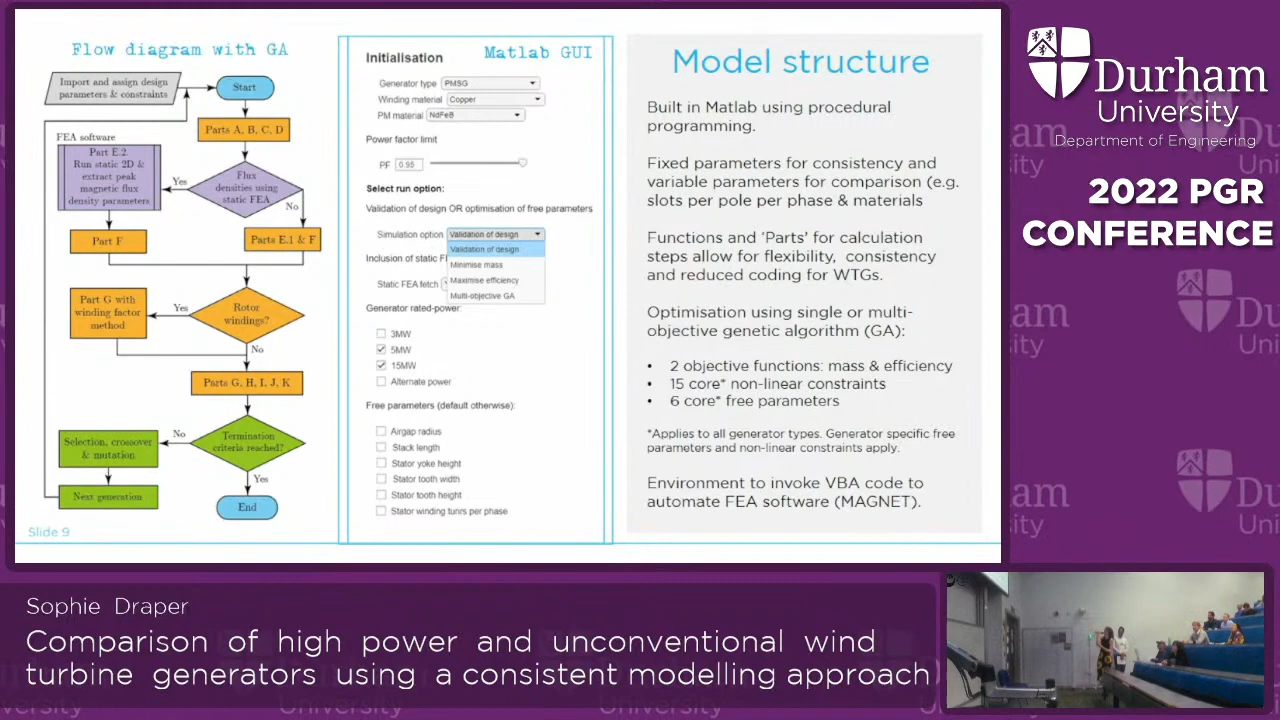 Flow diagram with GA
Import and assign design
parameters & constraints
Start
Parts A, B, C, D
FEA software
Part E.2.
Run static 2D &
extract peak
magnetic flux
density parameters
Yes
Flux
densities using
static FEA
No
Part F
Parts E.1 & F
Part G with
winding factor
method
Yes
Rotor
windings?
No
Parts G, H, I, J, K
Selection, crossover
& mutation
No
Termination
criteria reached?
Yes
Next generation
End
Slide 9
Matlab GUI
Initialisation
Generator type PMSG
Winding material Copper
PM material NdFeB
Power factor limit
PF 0.95
Select run option:
Validation of design OR optimisation of free parameters
Simulation option Validation of design
Validation of design
Minimise mass
Maximise efficiency
Multi-objective GA
Inclusion of static F
Static FEA fetch
Generator rated-power:
3MW
5MW
15MW
Alternate power
Free parameters (default otherwise):
Airgap radius
Stack length
Stator yoke height
Stator tooth width
Stator tooth height
Stator winding tunrs per phase
Model structure
Built in Matlab using procedural
programming.
Fixed parameters for consistency and
variable parameters for comparison (e.g.
slots per pole per phase & materials
Functions and ‘Parts’ for calculation
steps allow for flexibility, consistency
and reduced coding for WTGs.
Optimisation using single or multi-
objective genetic algorithm (GA):
• 2 objective functions: mass & efficiency
• 15 core* non-linear constraints
• 6 core* free parameters
*Applies to all generator types. Generator specific free
parameters and non-linear constraints apply.
Environment to invoke VBA code to
automate FEA software (MAGNET).
Durham
University
Department of Engineering
2022 PGR
CONFERENCE
Sophie Draper
Comparison of high power and unconventional wind
turbine generators using a consistent modelling approach